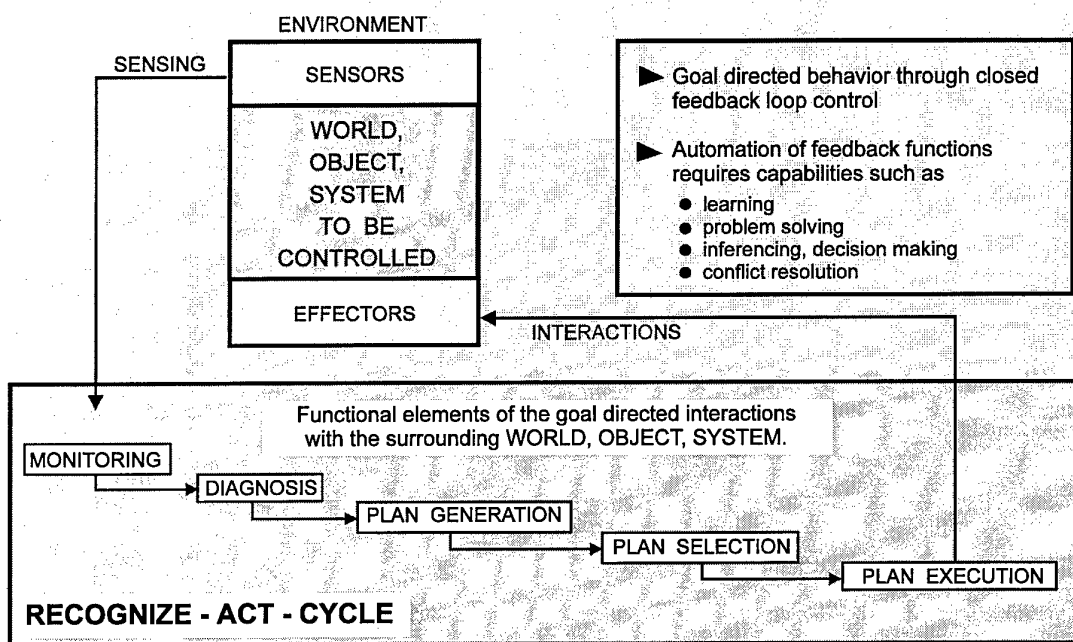 ENVIRONMENT
SENSING
SENSORS
WORLD,
OBJECT,
SYSTEM
TO BE
CONTROLLED
EFFECTORS
► Goal directed behavior through closed
feedback loop control
► Automation of feedback functions
requires capabilities such as
● learning
● problem solving
● inferencing, decision making
● conflict resolution
INTERACTIONS
Functional elements of the goal directed interactions
with the surrounding WORLD, OBJECT, SYSTEM.
MONITORING
DIAGNOSIS
PLAN GENERATION
PLAN SELECTION
PLAN EXECUTION
RECOGNIZE - ACT - CYCLE